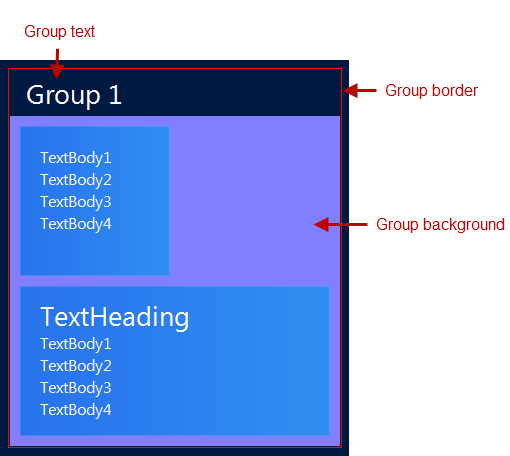 Group text
Group 1
Group border
TextBody1
TextBody2
TextBody3
TextBody4
Group background
TextHeading
TextBody1
TextBody2
TextBody3
TextBody4